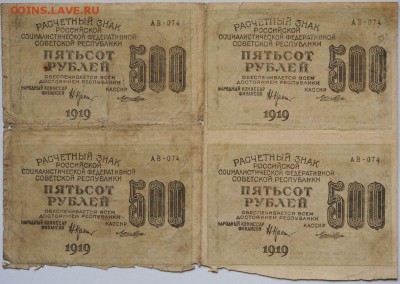 COINS.LAVE.RU
РАСЧЕТНЫЙ ЗНАК
РОССИЙСКОЙ
СОЦИАЛИСТИЧЕСКОЙ ФЕДЕРАТИВНОЙ
СОВЕТСКОЙ РЕСПУБЛИКИ
АВ-074
ПЯТЬСОТ
РУБЛЕЙ
500
ОБЕСПЕЧИВАЕТСЯ ВСЕМ
ДОСТОЯНИЕМ РЕСПУБЛИКИ
НАРОДНЫЙ КОМИССАР
ФИНАНСОВ
КАССИР
1919
РАСЧЕТНЫЙ ЗНАК
РОССИЙСКОЙ
СОЦИАЛИСТИЧЕСКОЙ ФЕДЕРАТИВНОЙ
СОВЕТСКОЙ РЕСПУБЛИКИ
АВ-074
ПЯТЬСОТ
РУБЛЕЙ
500
ОБЕСПЕЧИВАЕТСЯ ВСЕМ
ДОСТОЯНИЕМ РЕСПУБЛИКИ
НАРОДНЫЙ КОМИССАР
ФИНАНСОВ
КАССИР
1919
РАСЧЕТНЫЙ ЗНАК
РОССИЙСКОЙ
СОЦИАЛИСТИЧЕСКОЙ ФЕДЕРАТИВНОЙ
СОВЕТСКОЙ РЕСПУБЛИКИ
АВ-074
ПЯТЬСОТ
РУБЛЕЙ
500
ОБЕСПЕЧИВАЕТСЯ ВСЕМ
ДОСТОЯНИЕМ РЕСПУБЛИКИ
НАРОДНЫЙ КОМИССАР
ФИНАНСОВ
КАССИР
1919
РАСЧЕТНЫЙ ЗНАК
РОССИЙСКОЙ
СОЦИАЛИСТИЧЕСКОЙ ФЕДЕРАТИВНОЙ
СОВЕТСКОЙ РЕСПУБЛИКИ
АВ-074
ПЯТЬСОТ
РУБЛЕЙ
500
ОБЕСПЕЧИВАЕТСЯ ВСЕМ
ДОСТОЯНИЕМ РЕСПУБЛИКИ
НАРОДНЫЙ КОМИССАР
ФИНАНСОВ
КАССИР
1919